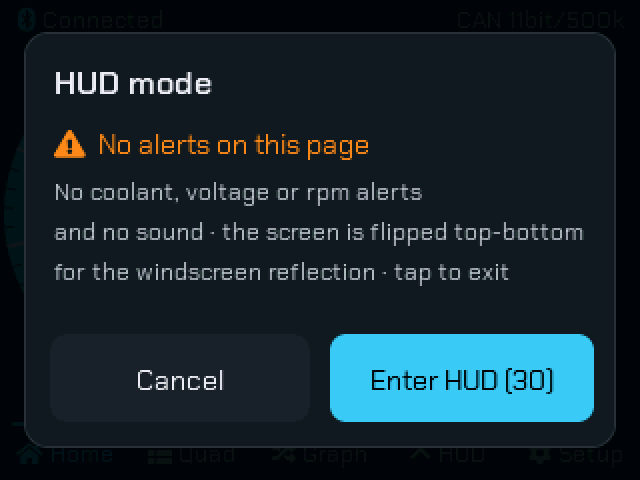 Connected CAN 11bit/500k
HUD mode
No alerts on this page
No coolant, voltage or rpm alerts
and no sound · the screen is flipped top-bottom
for the windscreen reflection · tap to exit
Cancel Enter HUD (30)
Home Quad Graph HUD Setup